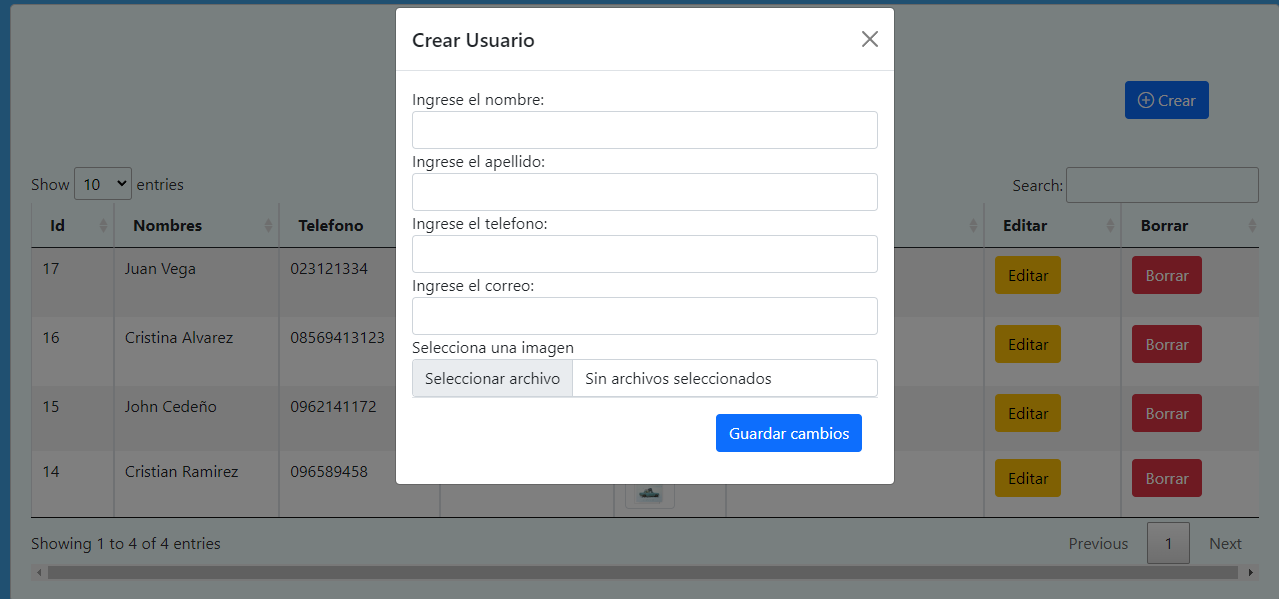 Crear Usuario
Ingrese el nombre:
Ingrese el apellido:
Ingrese el telefono:
Ingrese el correo:
Selecciona una imagen
Seleccionar archivo Sin archivos seleccionados
Guardar cambios
Crear
Show 10 entries Search:
Id Nombres Telefono Editar Borrar
17 Juan Vega 023121334 Editar Borrar
16 Cristina Alvarez 08569413123 Editar Borrar
15 John Cedeño 0962141172 Editar Borrar
14 Cristian Ramirez 096589458 Editar Borrar
Showing 1 to 4 of 4 entries Previous 1 Next